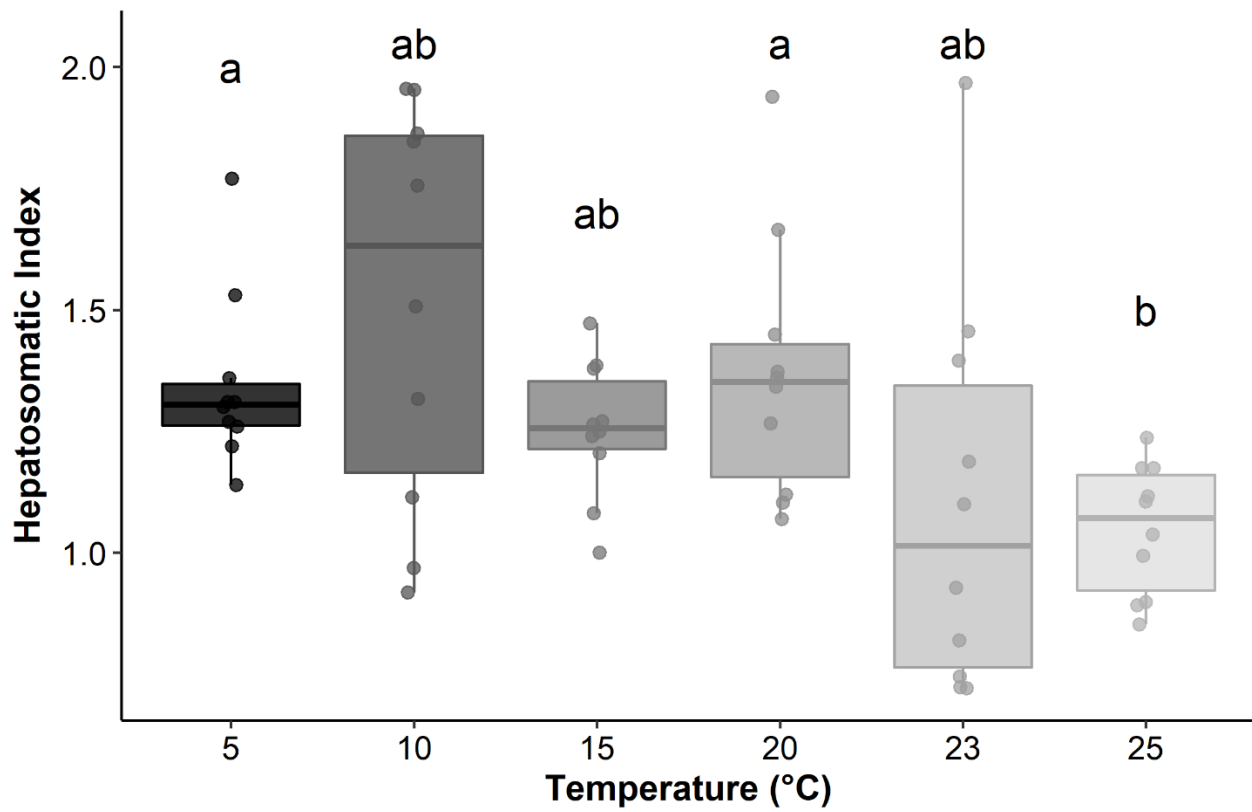 ab
a
ab
2.0
a
ab
1.5
b
1.0
Hepatosomatic Index
5 10 15 20 23 25
Temperature (°C)